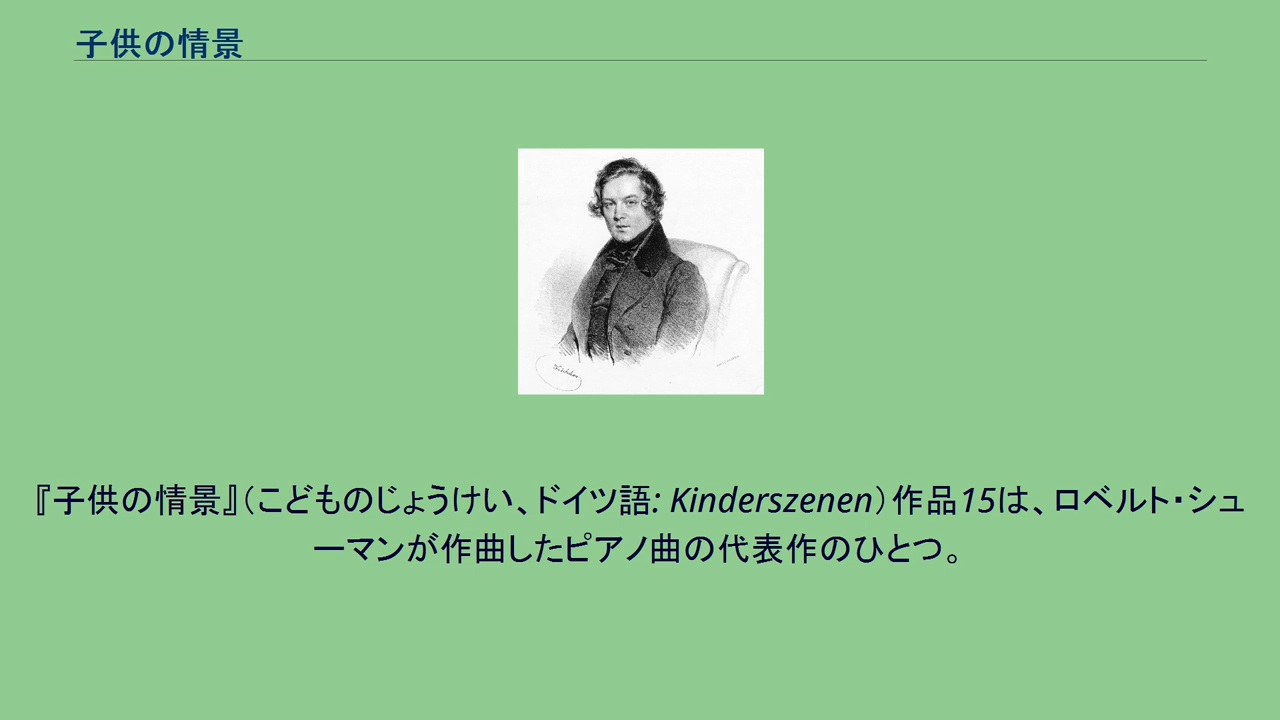 子供の情景
『子供の情景』（こどものじょうけい、ドイツ語: Kinderszenen）作品15は、ロベルト・シュ
ーマンが作曲したピアノ曲の代表作のひとつ。